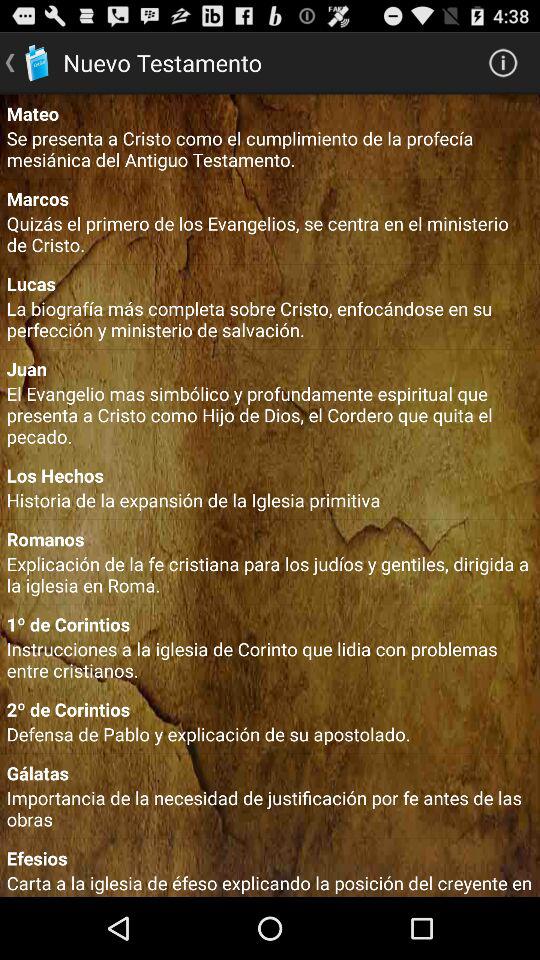 4:38
Nuevo Testamento
Mateo
Se presenta a Cristo como el cumplimiento de la profecía
mesiánica del Antiguo Testamento.
Marcos
Quizás el primero de los Evangelios, se centra en el ministerio
de Cristo.
Lucas
La biografía más completa sobre Cristo, enfocándose en su
perfección y ministerio de salvación.
Juan
El Evangelio mas simbólico y profundamente espiritual que
presenta a Cristo como Hijo de Dios, el Cordero que quita el
pecado.
Los Hechos
Historia de la expansión de la Iglesia primitiva
Romanos
Explicación de la fe cristiana para los judíos y gentiles, dirigida a
la iglesia en Roma.
1º de Corintios
Instrucciones a la iglesia de Corinto que lidia con problemas
entre cristianos.
2º de Corintios
Defensa de Pablo y explicación de su apostolado.
Gálatas
Importancia de la necesidad de justificación por fe antes de las
obras
Efesios
Carta a la iglesia de éfeso explicando la posición del creyente en